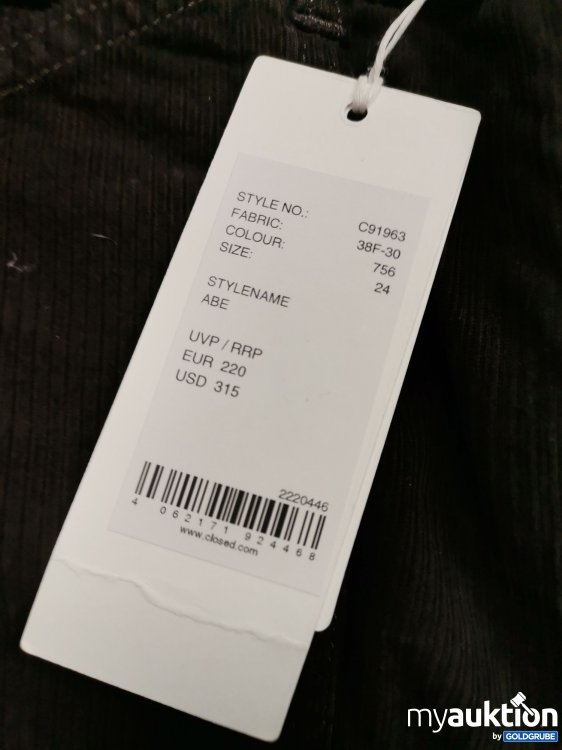 STYLE NO.: C91963
FABRIC: 38F-30
COLOUR: 756
SIZE: 24
STYLENAME
ABE
UVP / RRP
EUR 220
USD 315
2220446
4 062171 924468
www.closed.com
myauktion
by GOLDGRUBE